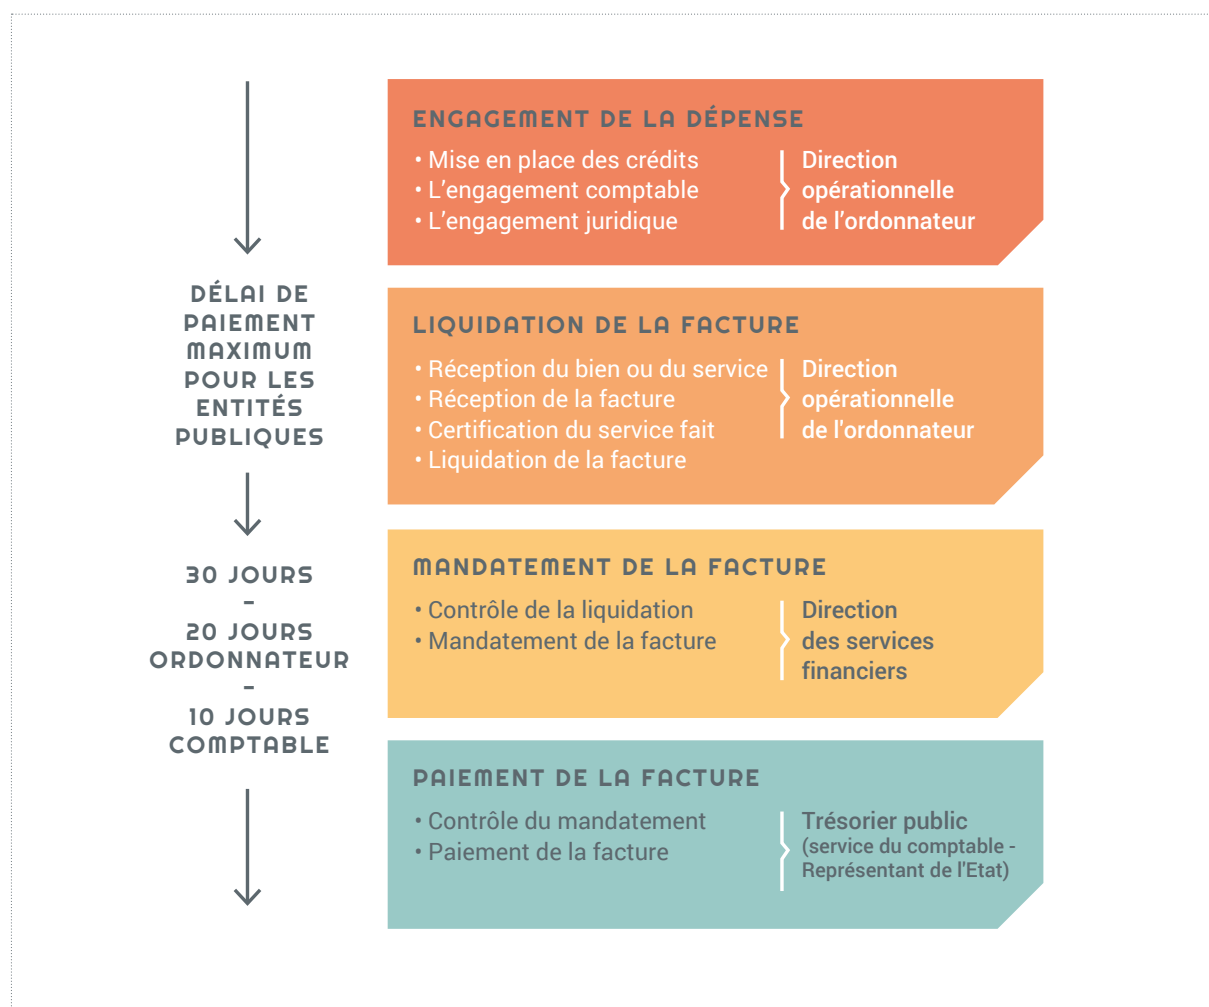 ENGAGEMENT DE LA DÉPENSE
• Mise en place des crédits
• L'engagement comptable
• L'engagement juridique
Direction
opérationnelle
de l'ordonnateur
DÉLAI DE
PAIEMENT
MAXIMUM
POUR LES
ENTITÉS
PUBLIQUES
LIQUIDATION DE LA FACTURE
• Réception du bien ou du service
• Réception de la facture
• Certification du service fait
• Liquidation de la facture
Direction
opérationnelle
de l'ordonnateur
30 JOURS
-
20 JOURS
ORDONNATEUR
-
10 JOURS
COMPTABLE
MANDATEMENT DE LA FACTURE
• Contrôle de la liquidation
• Mandatement de la facture
Direction
des services
financiers
PAIEMENT DE LA FACTURE
• Contrôle du mandatement
• Paiement de la facture
Trésorier public
(service du comptable -
Représentant de l'Etat)